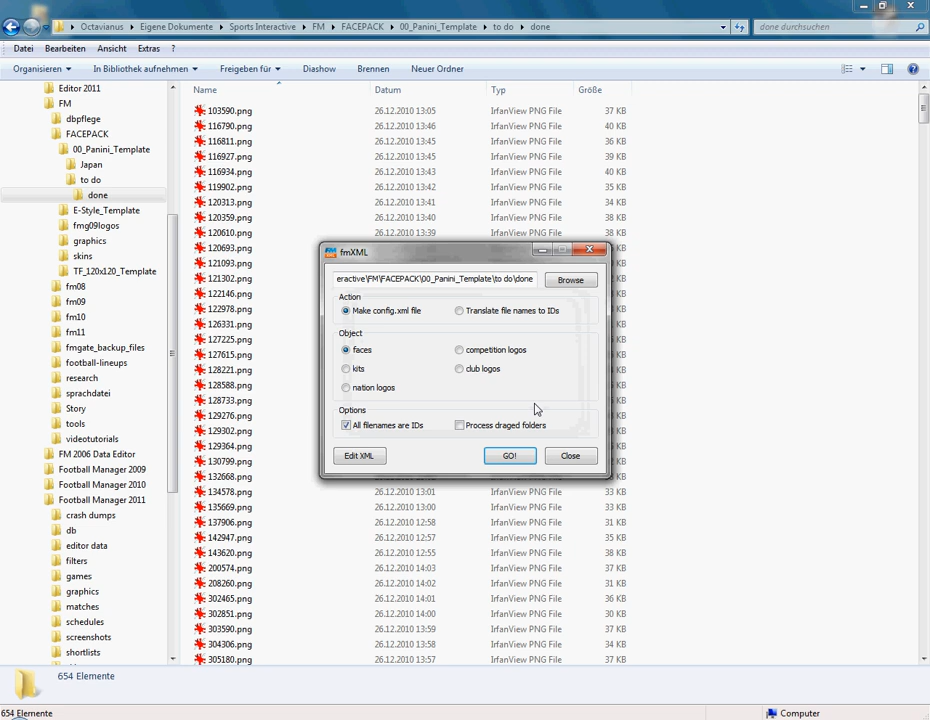 Octavianus Eigene Dokumente Sports Interactive FM FACEPACK 00_Panini_Template to do done
done durchsuchen
Datei Bearbeiten Ansicht Extras ?
Organisieren In Bibliothek aufnehmen Freigeben für Diashow Brennen Neuer Ordner
Editor 2011
FM
dbpflege
FACEPACK
00_Panini_Template
Japan
to do
done
E-Style_Template
fmg09logos
graphics
skins
TF_120x120_Template
fm08
fm09
fm10
fm11
fmgate_backup_files
football-lineups
research
sprachdatei
Story
tools
videotutorials
FM 2006 Data Editor
Football Manager 2009
Football Manager 2010
Football Manager 2011
crash dumps
db
editor data
filters
games
graphics
matches
schedules
screenshots
shortlists
Name Datum Typ Größe
103590.png 26.12.2010 13:05 IrfanView PNG File 37 KB
116790.png 26.12.2010 13:46 IrfanView PNG File 40 KB
116811.png 26.12.2010 13:45 IrfanView PNG File 36 KB
116927.png 26.12.2010 13:45 IrfanView PNG File 39 KB
116934.png 26.12.2010 13:43 IrfanView PNG File 40 KB
119902.png 26.12.2010 13:42 IrfanView PNG File 35 KB
120313.png 26.12.2010 13:41 IrfanView PNG File 34 KB
120359.png 26.12.2010 13:40 IrfanView PNG File 38 KB
120610.png 26.12.2010 13:39 IrfanView PNG File 40 KB
120693.png KB
121093.png KB
121302.png KB
122146.png KB
122978.png KB
126331.png KB
127225.png KB
127615.png KB
128221.png KB
128588.png KB
128733.png KB
129276.png KB
129302.png KB
129364.png KB
130799.png KB
132668.png KB
134578.png 26.12.2010 13:01 IrfanView PNG File 33 KB
135669.png 26.12.2010 13:00 IrfanView PNG File 33 KB
137906.png 26.12.2010 12:58 IrfanView PNG File 31 KB
142947.png 26.12.2010 12:57 IrfanView PNG File 35 KB
143620.png 26.12.2010 12:55 IrfanView PNG File 38 KB
200574.png 26.12.2010 14:03 IrfanView PNG File 37 KB
208260.png 26.12.2010 14:02 IrfanView PNG File 31 KB
302465.png 26.12.2010 14:01 IrfanView PNG File 36 KB
302851.png 26.12.2010 14:00 IrfanView PNG File 33 KB
303590.png 26.12.2010 13:59 IrfanView PNG File 37 KB
304306.png 26.12.2010 13:58 IrfanView PNG File 34 KB
305180.png 26.12.2010 13:57 IrfanView PNG File 37 KB
fmXML
eractive\FM\FACEPACK\00_Panini_Template\to do\done Browse
Action
Make config.xml file Translate file names to IDs
Object
faces competition logos
kits club logos
nation logos
Options
All filenames are IDs Process draged folders
Edit XML GO! Close
654 Elemente
654 Elemente Computer